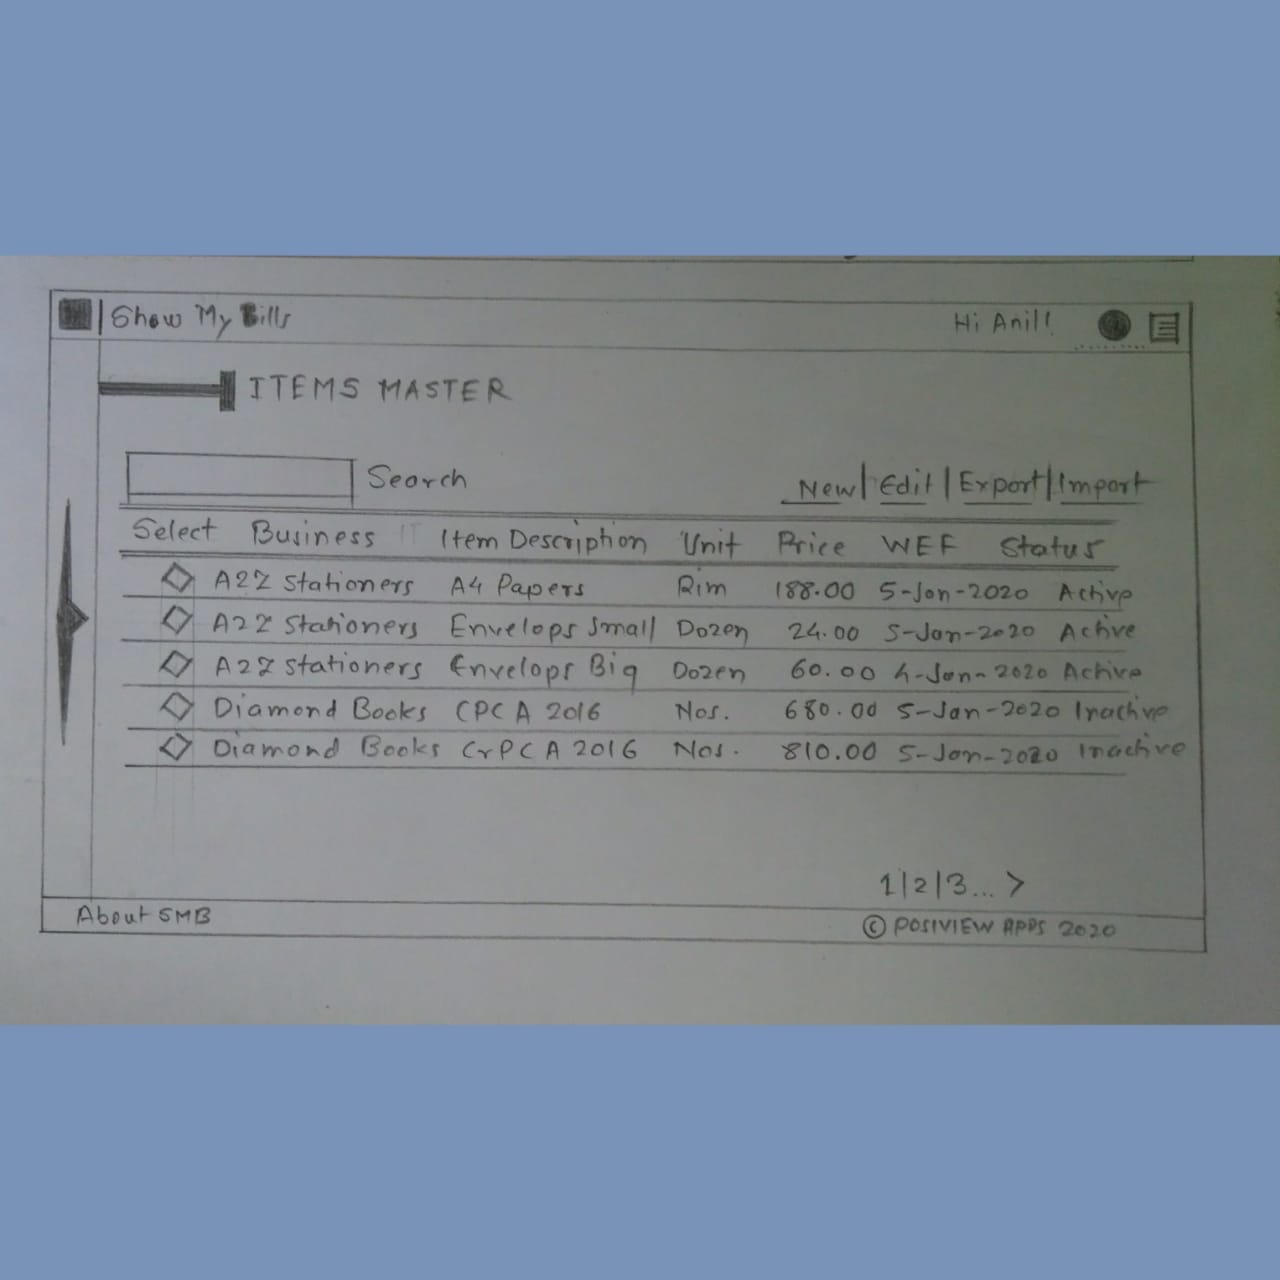 Show My Bills Hi Anil!
ITEMS MASTER
Search New | Edit | Export | Import
Select Business Item Description Unit Price WEF Status
A2Z Stationers A4 Papers Rim 188.00 5-Jan-2020 Active
A2Z Stationers Envelops Small Dozen 24.00 5-Jan-2020 Active
A2Z Stationers Envelops Big Dozen 60.00 4-Jan-2020 Active
Diamond Books CPC A 2016 Nos. 680.00 5-Jan-2020 Inactive
Diamond Books CrPC A 2016 Nos. 810.00 5-Jan-2020 Inactive
1|2|3... >
About SMB © POSIVIEW APPS 2020